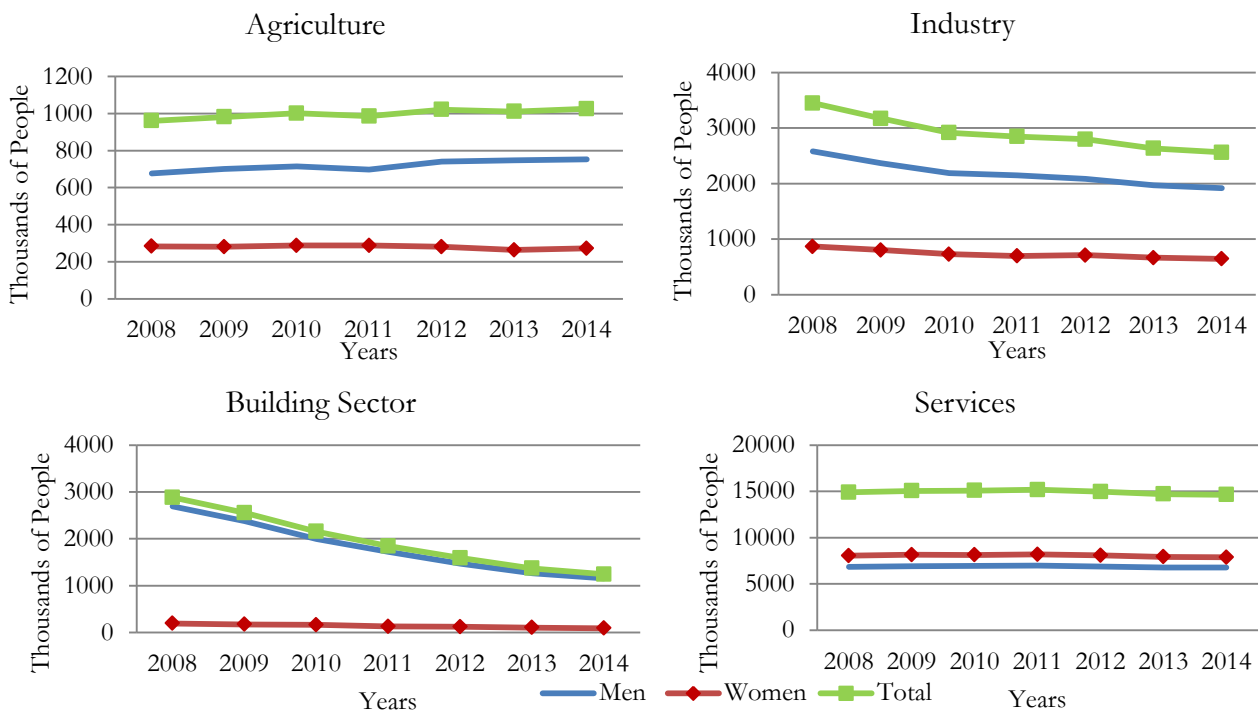 Agriculture
Thousands of People
1200
1000
800
600
400
200
0
2008 2009 2010 2011 2012 2013 2014
Years
Industry
Thousands of People
4000
3000
2000
1000
0
2008 2009 2010 2011 2012 2013 2014
Years
Building Sector
Thousands of People
4000
3000
2000
1000
0
2008 2009 2010 2011 2012 2013 2014
Years
Services
Thousands of People
20000
15000
10000
5000
0
2008 2009 2010 2011 2012 2013 2014
Years
Men Women Total